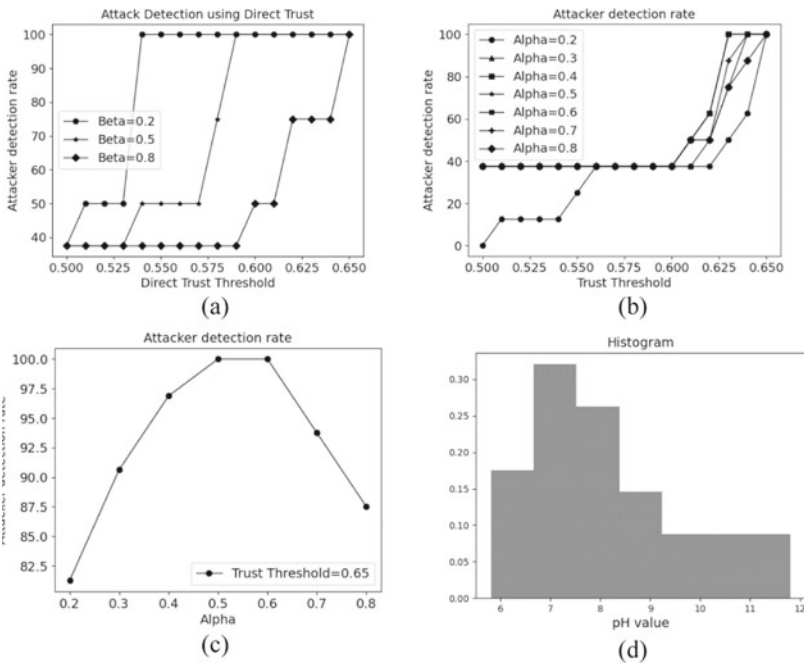 Attack Detection using Direct Trust
Attacker detection rate
100
90
80
70
60
50
40
Beta=0.2
Beta=0.5
Beta=0.8
0.500 0.525 0.550 0.575 0.600 0.625 0.650
Direct Trust Threshold
(a)
Attacker detection rate
Attacker detection rate
100
80
60
40
20
0
Alpha=0.2
Alpha=0.3
Alpha=0.4
Alpha=0.5
Alpha=0.6
Alpha=0.7
Alpha=0.8
0.500 0.525 0.550 0.575 0.600 0.625 0.650
Trust Threshold
(b)
Attacker detection rate
100.0
97.5
95.0
92.5
90.0
87.5
85.0
82.5
Trust Threshold=0.65
0.2 0.3 0.4 0.5 0.6 0.7 0.8
Alpha
(c)
Histogram
0.30
0.25
0.20
0.15
0.10
0.05
0.00
6 7 8 9 10 11 12
pH value
(d)